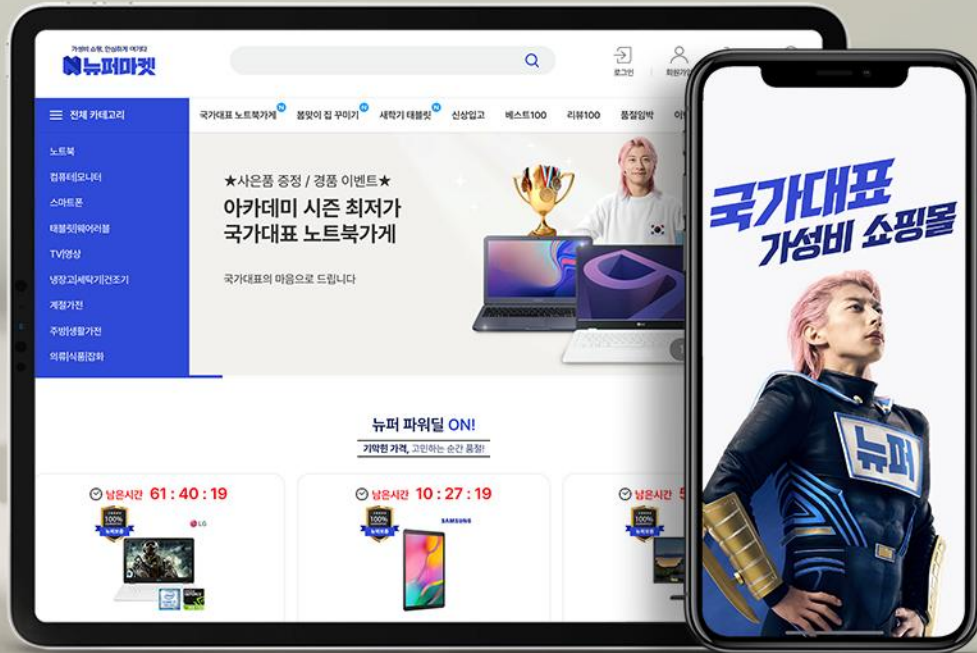 가성비 쇼핑, 안심하게 여기다
뉴퍼마켓
로그인
회원가입
전체 카테고리
국가대표 노트북가게 N
봄맞이 집 꾸미기 N
새학기 태블릿 N
신상입고
베스트100
리뷰100
품절임박
노트북
컴퓨터|모니터
스마트폰
태블릿|웨어러블
TV|영상
냉장고|세탁기|건조기
계절가전
주방|생활가전
의류|식품|잡화
★사은품 증정 / 경품 이벤트★
아카데미 시즌 최저가
국가대표 노트북가게
국가대표의 마음으로 드립니다
뉴퍼 파워딜 ON!
기막힌 가격, 고민하는 순간 품절!
남은시간 61 : 40 : 19
100%
LG
남은시간 10 : 27 : 19
100%
SAMSUNG
남은시간 5
100%
국가대표
가성비 쇼핑몰
뉴퍼